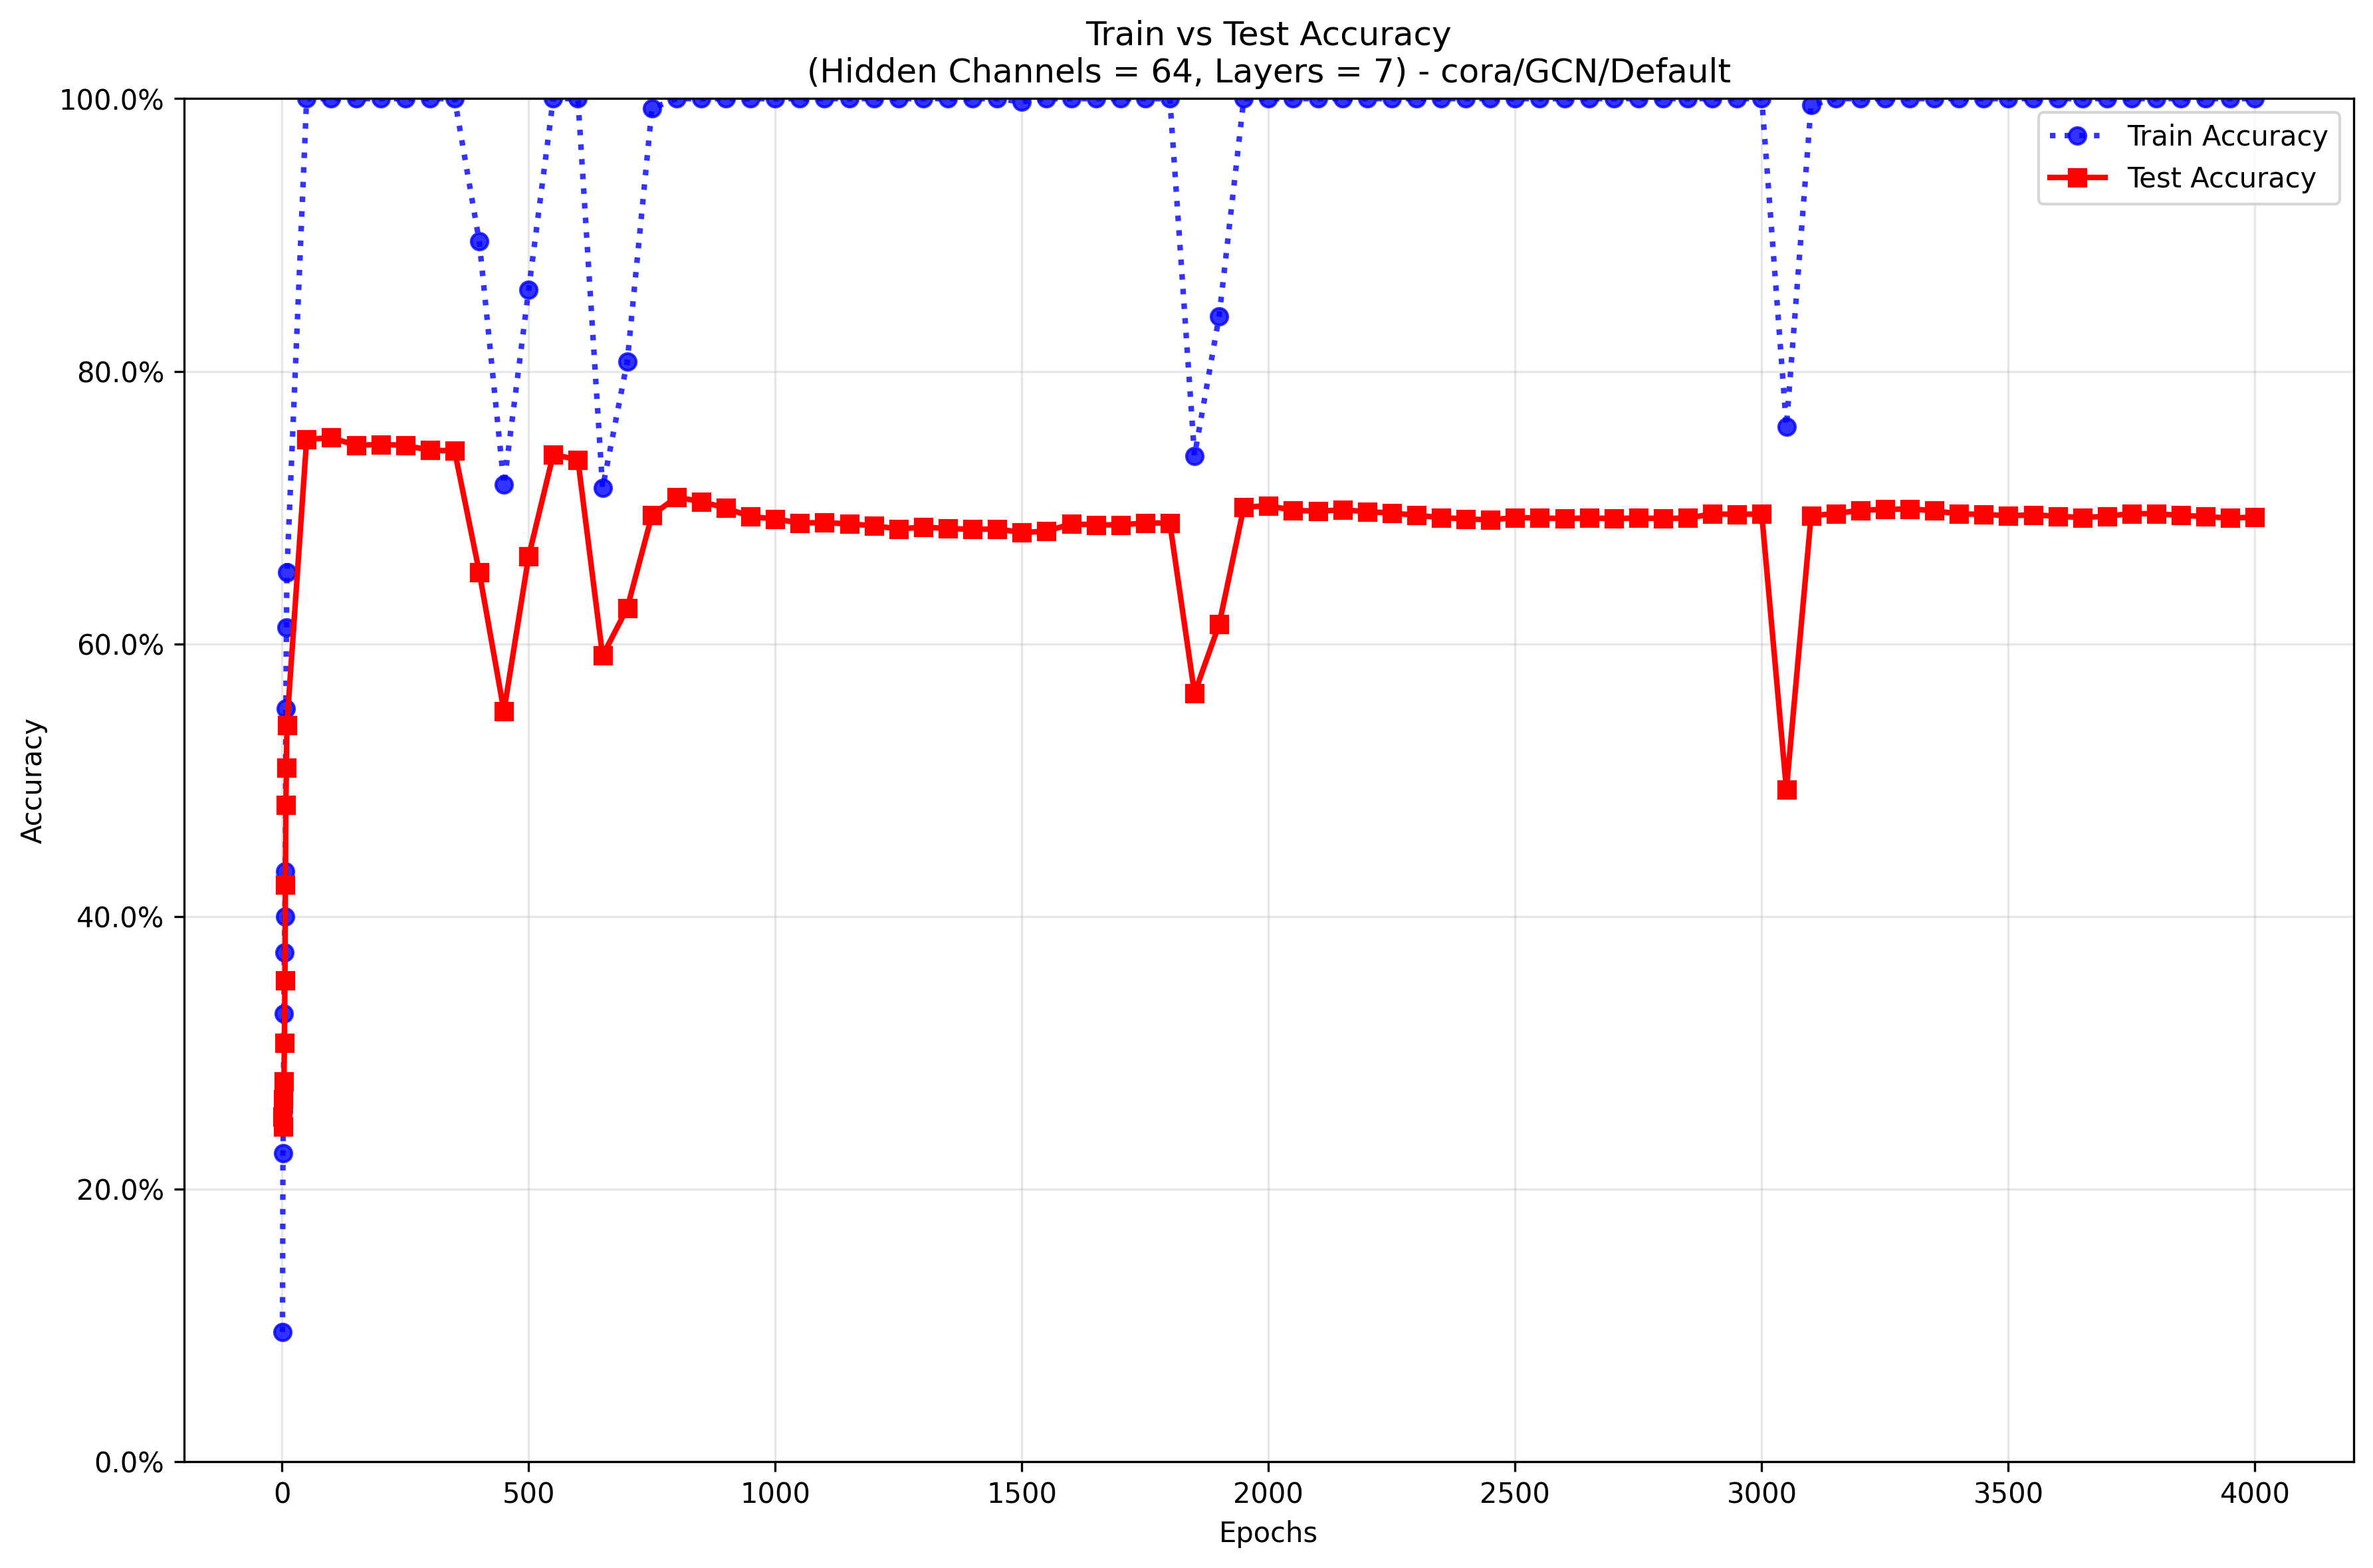 Train vs Test Accuracy
(Hidden Channels = 64, Layers = 7) - cora/GCN/Default
100.0%
80.0%
60.0%
40.0%
20.0%
0.0%
Accuracy
Train Accuracy
Test Accuracy
0 500 1000 1500 2000 2500 3000 3500 4000
Epochs